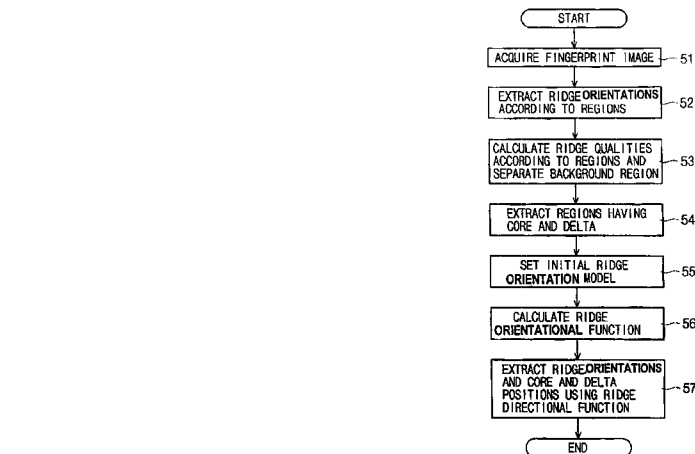 START
ACQUIRE FINGERPRINT IMAGE 51
EXTRACT RIDGE ORIENTATIONS
ACCORDING TO REGIONS 52
CALCULATE RIDGE QUALITIES
ACCORDING TO REGIONS AND 53
SEPARATE BACKGROUND REGION
EXTRACT REGIONS HAVING
CORE AND DELTA 54
SET INITIAL RIDGE
ORIENTATION MODEL 55
CALCULATE RIDGE
ORIENTATIONAL FUNCTION 56
EXTRACT RIDGE ORIENTATIONS
AND CORE AND DELTA
POSITIONS USING RIDGE 57
DIRECTIONAL FUNCTION
END